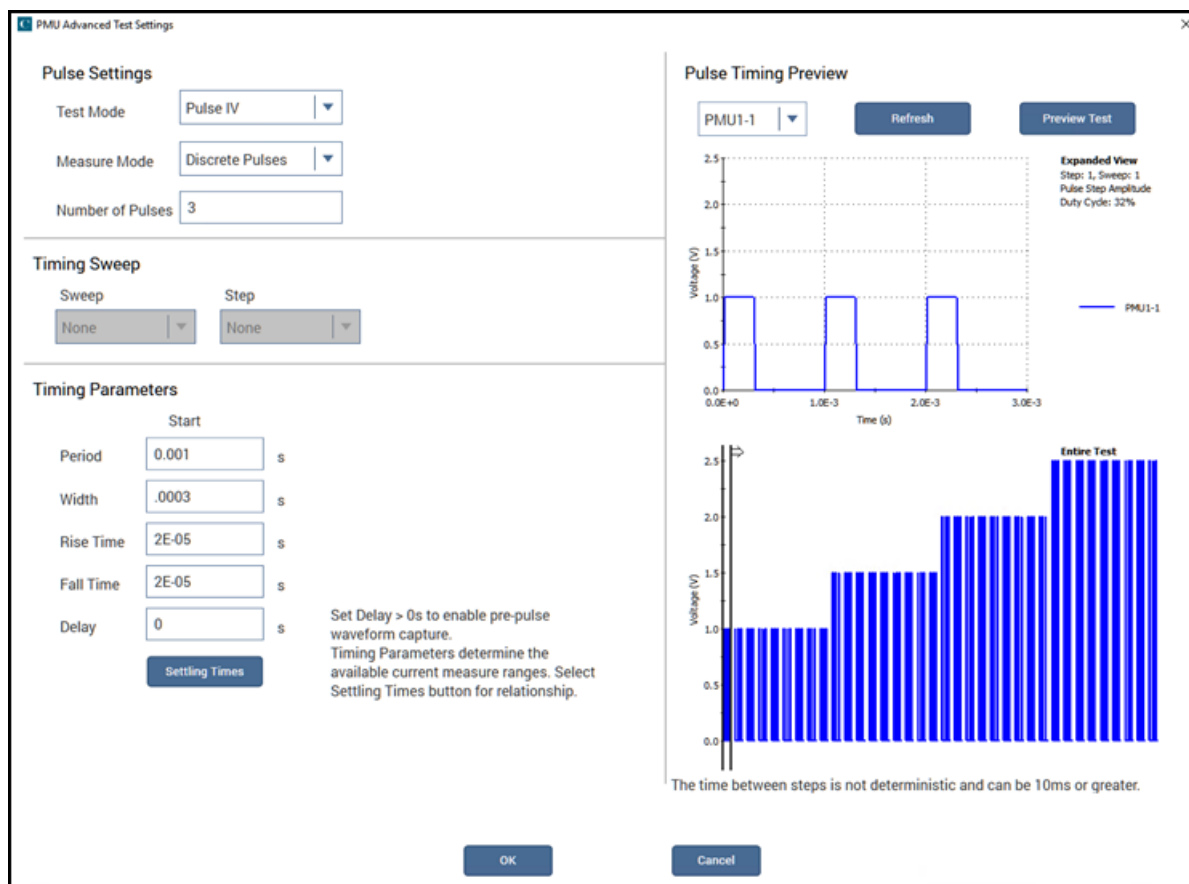 PMU Advanced Test Settings
Pulse Settings
Test Mode
Pulse IV
Measure Mode
Discrete Pulses
Number of Pulses
3
Timing Sweep
Sweep
Step
None
None
Timing Parameters
Start
Period
0.001
s
Width
.0003
s
Rise Time
2E-05
s
Fall Time
2E-05
s
Delay
0
s
Settling Times
Set Delay > 0s to enable pre-pulse
waveform capture.
Timing Parameters determine the
available current measure ranges. Select
Settling Times button for relationship.
Pulse Timing Preview
PMU1-1
Refresh
Preview Test
Expanded View
Step: 1, Sweep: 1
Pulse Step Amplitude
Duty Cycle: 32%
2.5
2.0
1.5
1.0
0.5
0.0
Voltage (V)
0.0E+0
1.0E-3
2.0E-3
3.0E-3
Time (s)
PMU1-1
Entire Test
2.5
2.0
1.5
1.0
0.5
0.0
Voltage (V)
The time between steps is not deterministic and can be 10ms or greater.
OK
Cancel